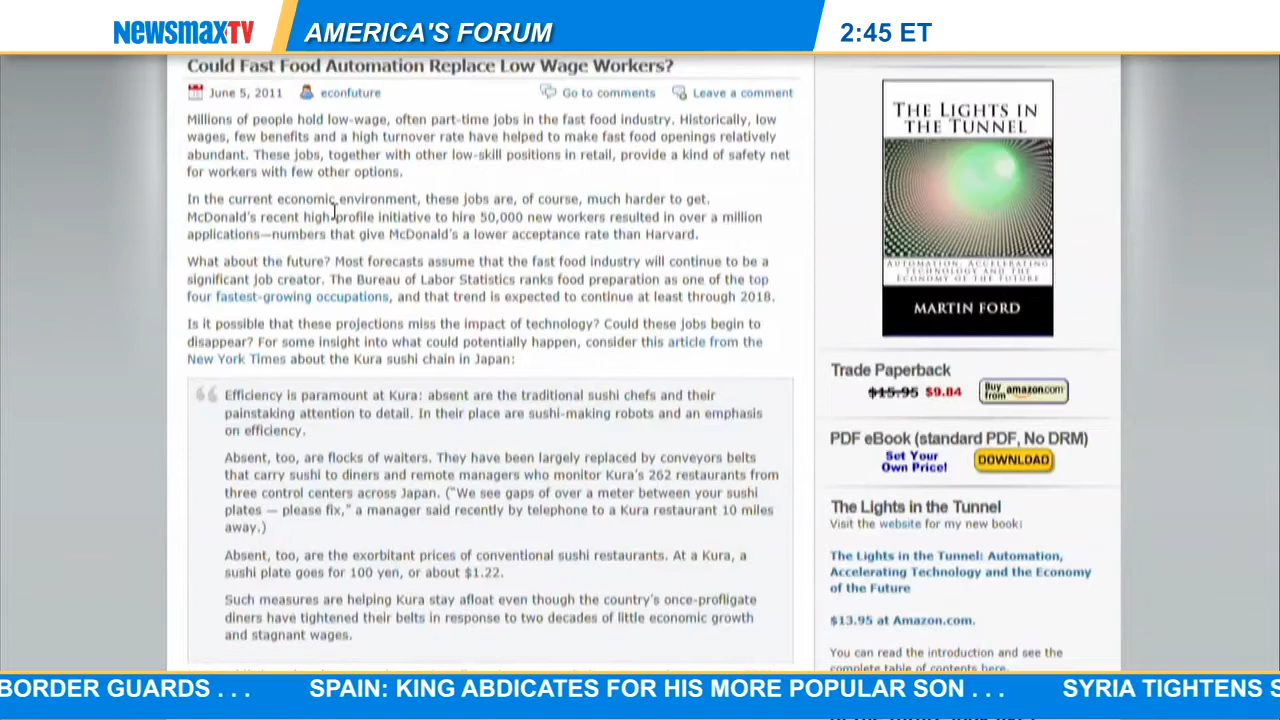 NewsmaxTV
AMERICA'S FORUM
2:45 ET
Could Fast Food Automation Replace Low Wage Workers?
June 5, 2011
econfuture
Go to comments
Leave a comment
Millions of people hold low-wage, often part-time jobs in the fast food industry. Historically, low
wages, few benefits and a high turnover rate have helped to make fast food openings relatively
abundant. These jobs, together with other low-skill positions in retail, provide a kind of safety net
for workers with few other options.
In the current economic environment, these jobs are, of course, much harder to get.
McDonald's recent high-profile initiative to hire 50,000 new workers resulted in over a million
applications—numbers that give McDonald's a lower acceptance rate than Harvard.
What about the future? Most forecasts assume that the fast food industry will continue to be a
significant job creator. The Bureau of Labor Statistics ranks food preparation as one of the top
four fastest-growing occupations, and that trend is expected to continue at least through 2018.
Is it possible that these projections miss the impact of technology? Could these jobs begin to
disappear? For some insight into what could potentially happen, consider this article from the
New York Times about the Kura sushi chain in Japan:
Efficiency is paramount at Kura: absent are the traditional sushi chefs and their
painstaking attention to detail. In their place are sushi-making robots and an emphasis
on efficiency.
Absent, too, are flocks of waiters. They have been largely replaced by conveyors belts
that carry sushi to diners and remote managers who monitor Kura's 262 restaurants from
three control centers across Japan. ("We see gaps of over a meter between your sushi
plates — please fix," a manager said recently by telephone to a Kura restaurant 10 miles
away.)
Absent, too, are the exorbitant prices of conventional sushi restaurants. At a Kura, a
sushi plate goes for 100 yen, or about $1.22.
Such measures are helping Kura stay afloat even though the country's once-profligate
diners have tightened their belts in response to two decades of little economic growth
and stagnant wages.
THE LIGHTS IN
THE TUNNEL
AUTOMATION, ACCELERATING
TECHNOLOGY AND THE
ECONOMY OF THE FUTURE
MARTIN FORD
Trade Paperback
$15.95 $9.84
Buy from amazon.com
PDF eBook (standard PDF, No DRM)
Set Your
Own Price!
DOWNLOAD
The Lights in the Tunnel
Visit the website for my new book:
The Lights in the Tunnel: Automation,
Accelerating Technology and the Economy
of the Future
$13.95 at Amazon.com.
You can read the introduction and see the
complete table of contents here.
BORDER GUARDS . . . SPAIN: KING ABDICATES FOR HIS MORE POPULAR SON . . . SYRIA TIGHTENS S